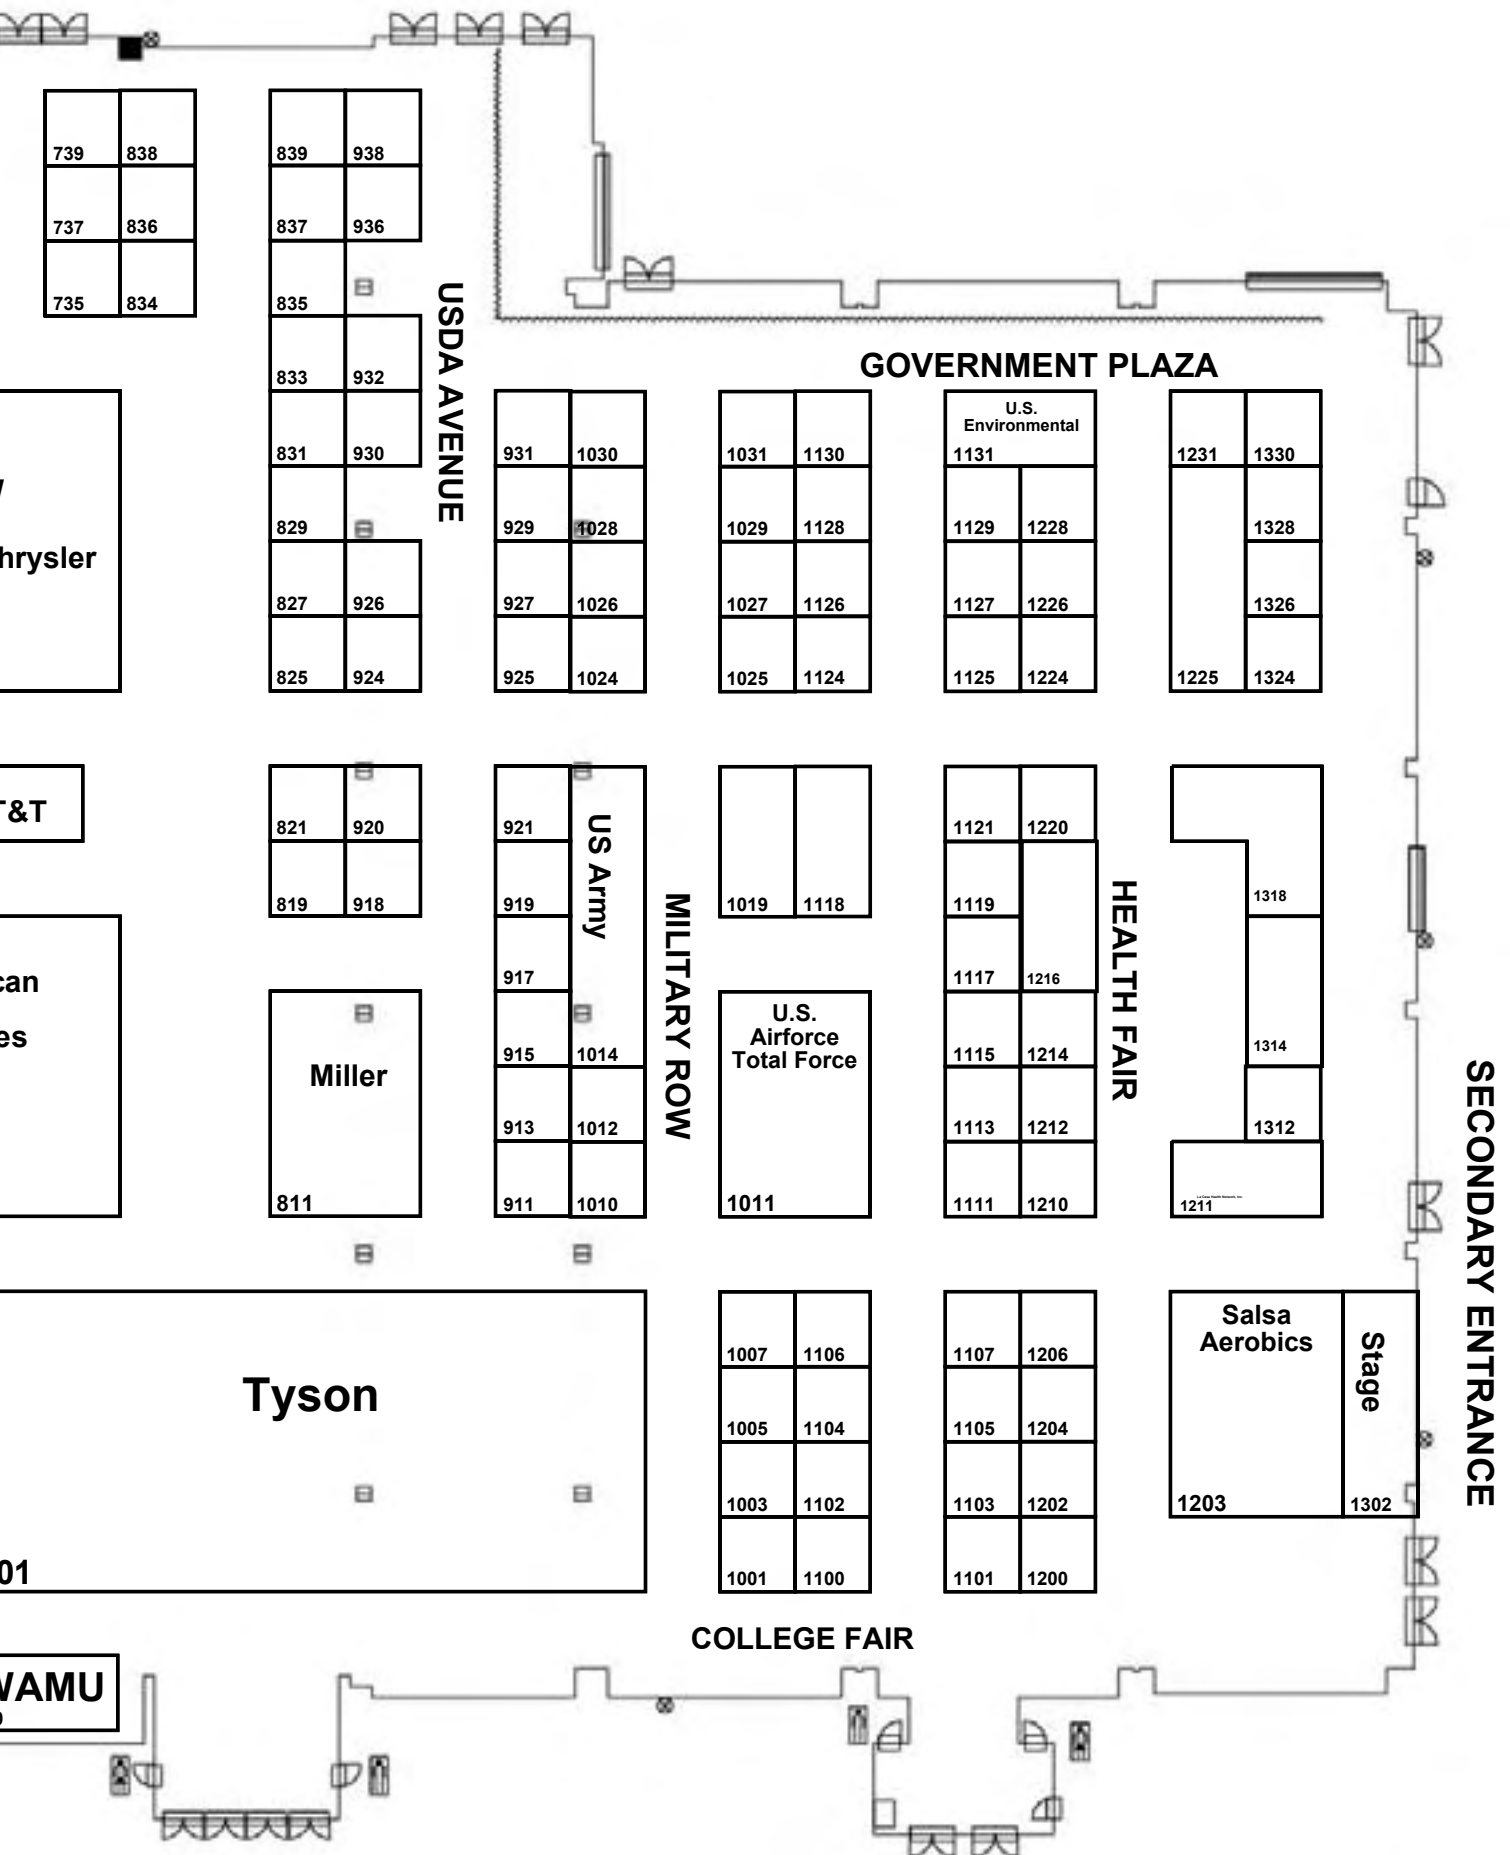 739 838 839 938
737 836 837 936
735 834 835
USDA AVENUE
833 932
GOVERNMENT PLAZA
U.S.
Environmental
831 930 931 1030 1031 1130 1131 1231 1330
829 929 1028 1029 1128 1129 1228 1328
hrysler
827 926 927 1026 1027 1126 1127 1226 1326
825 924 925 1024 1025 1124 1125 1224 1225 1324
T&T
821 920 921 1121 1220
US Army
819 918 919 1019 1118 1119 1318
MILITARY ROW
HEALTH FAIR
can
917 1117 1216
es
U.S.
Airforce
Total Force
915 1014 1115 1214 1314
Miller
913 1012 1113 1212 1312
811 911 1010 1011 1111 1210 1211
SECONDARY ENTRANCE
Salsa
Aerobics
Stage
1007 1106 1107 1206
Tyson
1005 1104 1105 1204
1003 1102 1103 1202 1203 1302
01
1001 1100 1101 1200
COLLEGE FAIR
WAMU